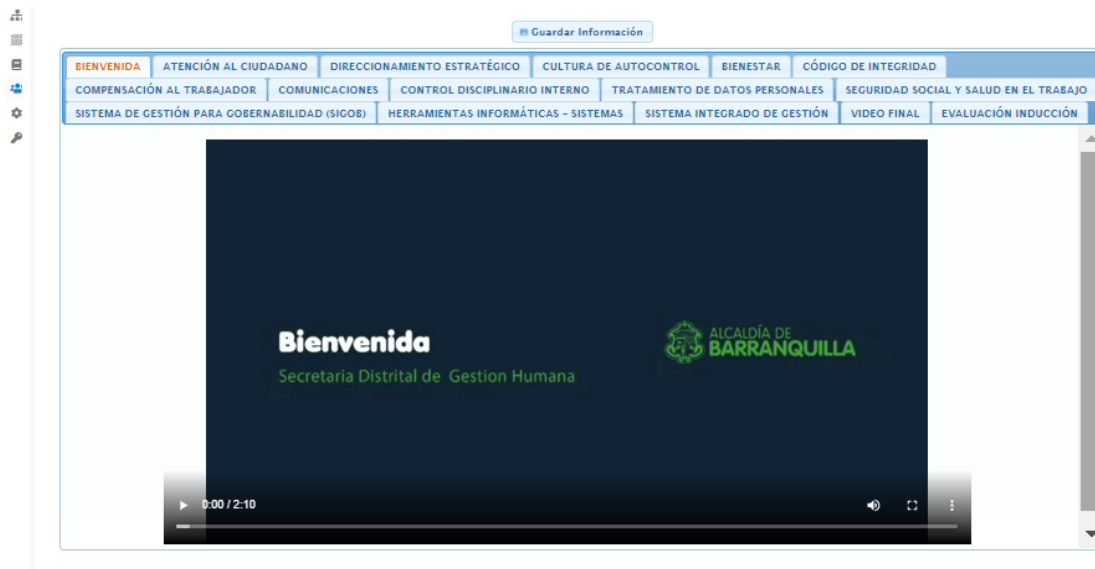 Guardar Información
BIENVENIDA ATENCIÓN AL CIUDADANO DIRECCIONAMIENTO ESTRATÉGICO CULTURA DE AUTOCONTROL BIENESTAR CÓDIGO DE INTEGRIDAD
COMPENSACIÓN AL TRABAJADOR COMUNICACIONES CONTROL DISCIPLINARIO INTERNO TRATAMIENTO DE DATOS PERSONALES SEGURIDAD SOCIAL Y SALUD EN EL TRABAJO
SISTEMA DE GESTIÓN PARA GOBERNABILIDAD (SIGOB) HERRAMIENTAS INFORMÁTICAS - SISTEMAS SISTEMA INTEGRADO DE GESTIÓN VIDEO FINAL EVALUACIÓN INDUCCIÓN
Bienvenida
Secretaria Distrital de Gestion Humana
ALCALDÍA DE
BARRANQUILLA
0:00 / 2:10